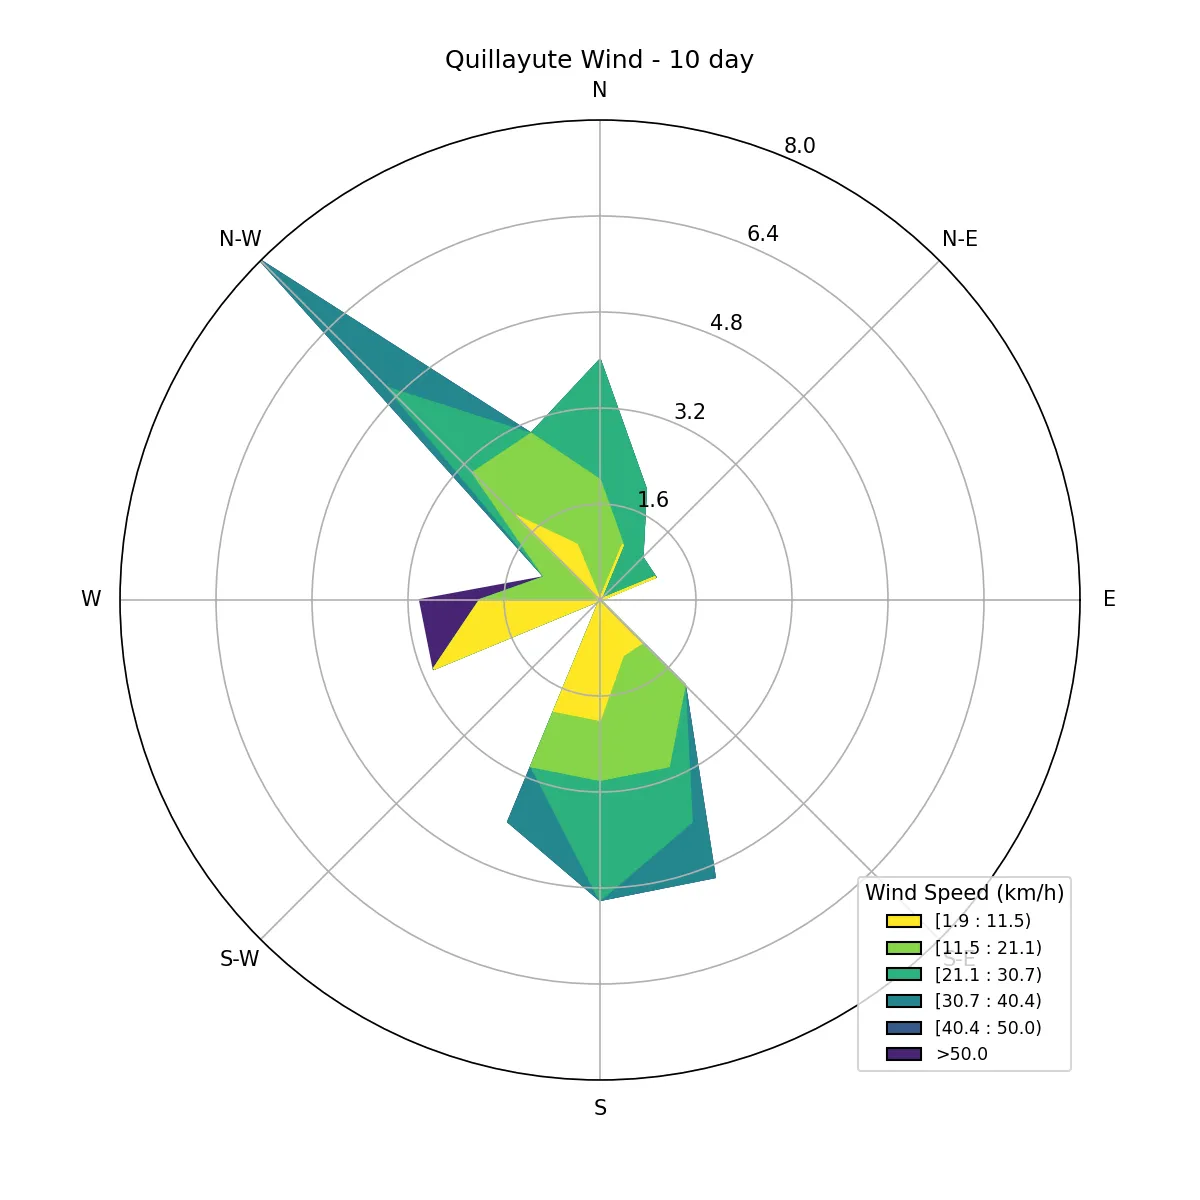 Quillayute Wind - 10 day
N
8.0
N-W
6.4
N-E
4.8
3.2
1.6
W
E
Wind Speed (km/h)
[1.9 : 11.5)
[11.5 : 21.1)
S-W
S-E
[21.1 : 30.7)
[30.7 : 40.4)
[40.4 : 50.0)
>50.0
S